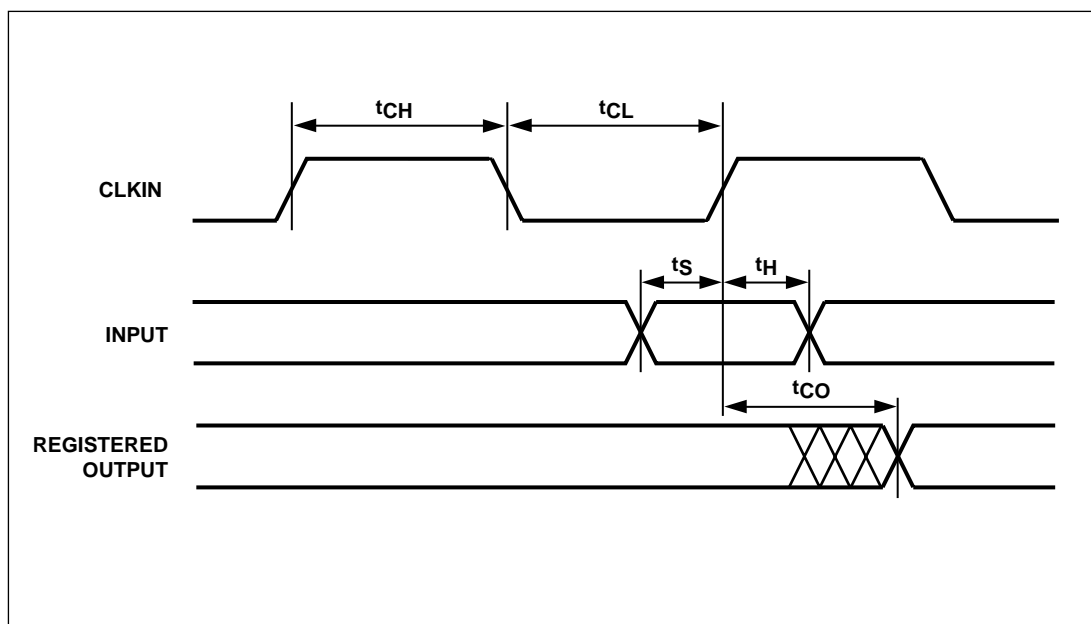 tCH
tCL
CLKIN
tS
tH
INPUT
tCO
REGISTERED
OUTPUT